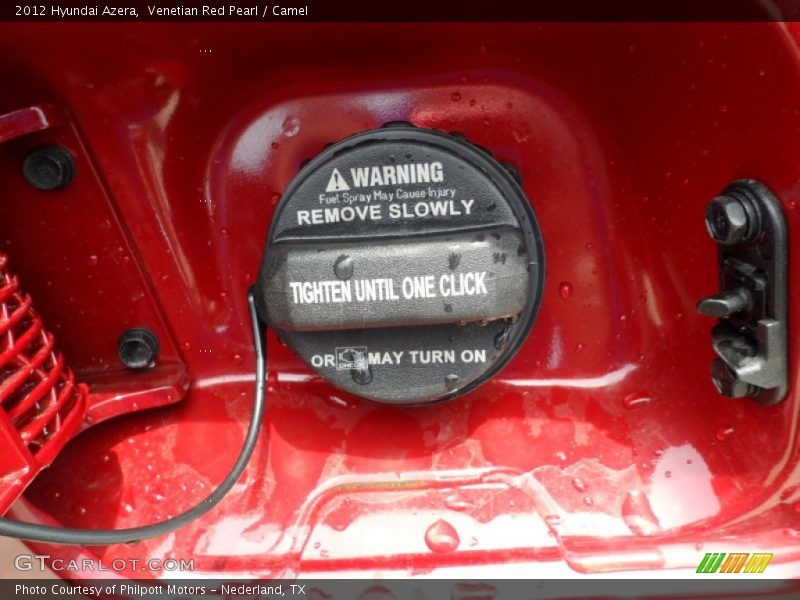 2012 Hyundai Azera, Venetian Red Pearl / Camel
WARNING
Fuel Spray May Cause Injury
REMOVE SLOWLY
TIGHTEN UNTIL ONE CLICK
OR CHECK MAY TURN ON
GTCARLOT.COM
Photo Courtesy of Philpott Motors - Nederland, TX